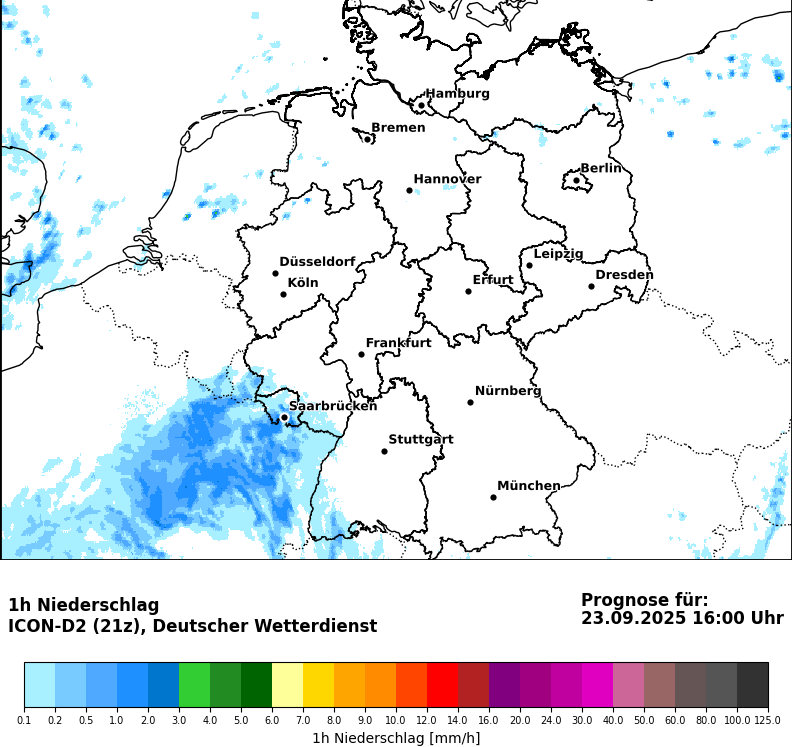 Hamburg
Bremen
Berlin
Hannover
Leipzig
Düsseldorf
Dresden
Köln
Erfurt
Frankfurt
Nürnberg
Saarbrücken
Stuttgart
München
1h Niederschlag
ICON-D2 (21z), Deutscher Wetterdienst
Prognose für:
23.09.2025 16:00 Uhr
0.1 0.2 0.5 1.0 2.0 3.0 4.0 5.0 6.0 7.0 8.0 9.0 10.0 12.0 14.0 16.0 20.0 24.0 30.0 40.0 50.0 60.0 80.0 100.0 125.0
1h Niederschlag [mm/h]